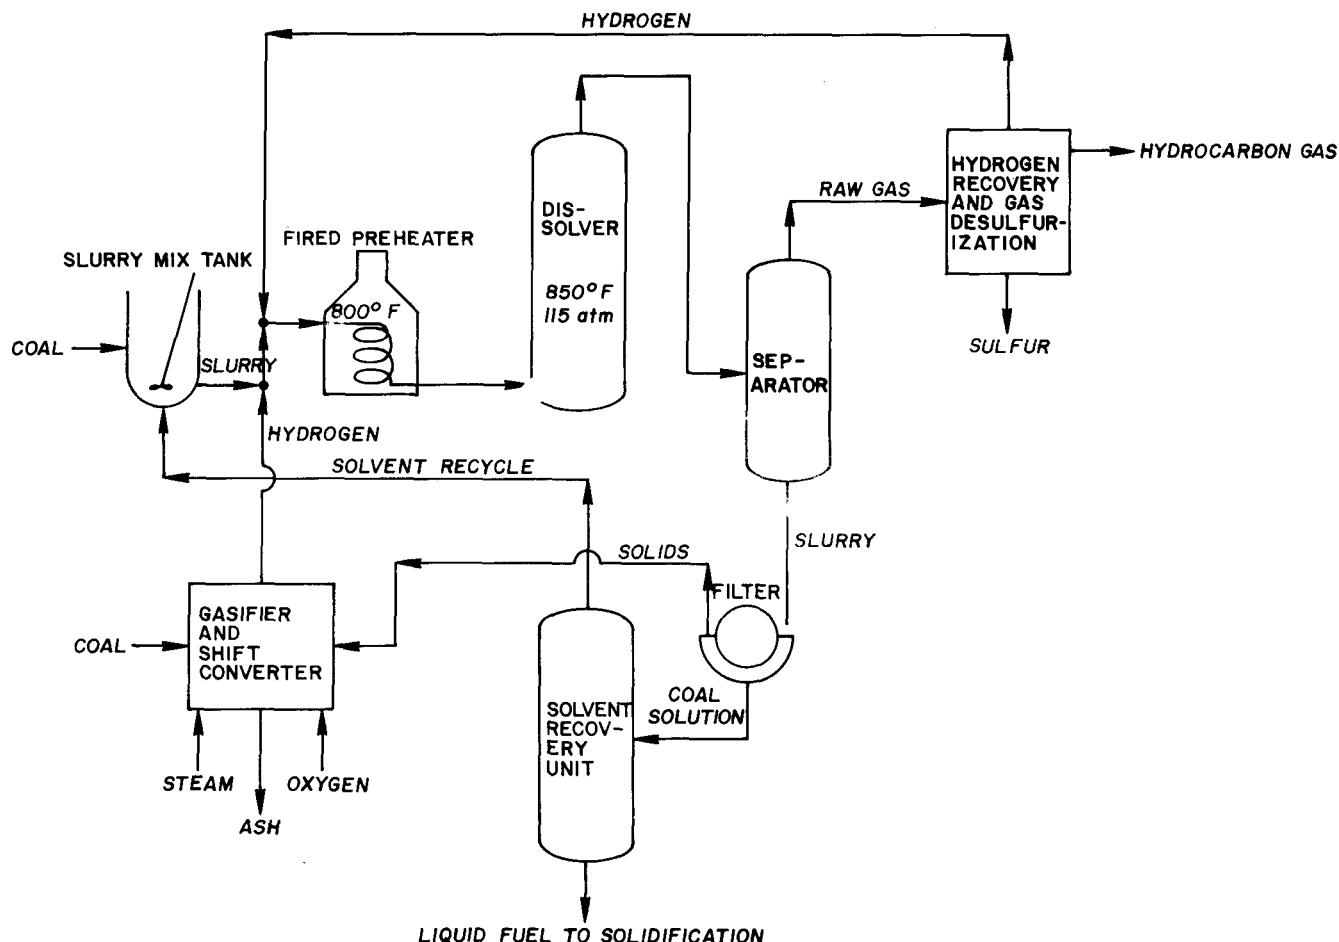 HYDROGEN
HYDROCARBON GAS
HYDROGEN
RECOVERY
AND GAS
DESULFUR-
IZATION
RAW GAS
DIS-
SOLVER
850° F
115 atm
FIRED PREHEATER
SLURRY MIX TANK
800° F
COAL
SLURRY
SULFUR
SEP-
ARATOR
HYDROGEN
SOLVENT RECYCLE
SLURRY
SOLIDS
FILTER
GASIFIER
AND
SHIFT
CONVERTER
COAL
COAL
SOLUTION
SOLVENT
RECOV-
ERY
UNIT
STEAM
OXYGEN
ASH
LIQUID FUEL TO SOLIDIFICATION